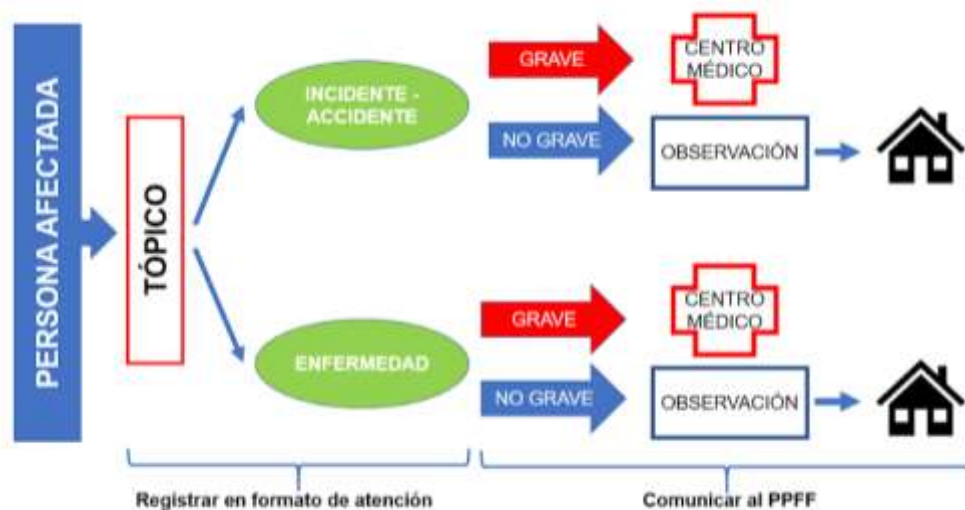 PERSONA AFECTADA
TÓPICO
INCIDENTE -
ACCIDENTE
GRAVE
CENTRO
MÉDICO
NO GRAVE
OBSERVACIÓN
ENFERMEDAD
GRAVE
CENTRO
MÉDICO
NO GRAVE
OBSERVACIÓN
Registrar en formato de atención
Comunicar al PPFF